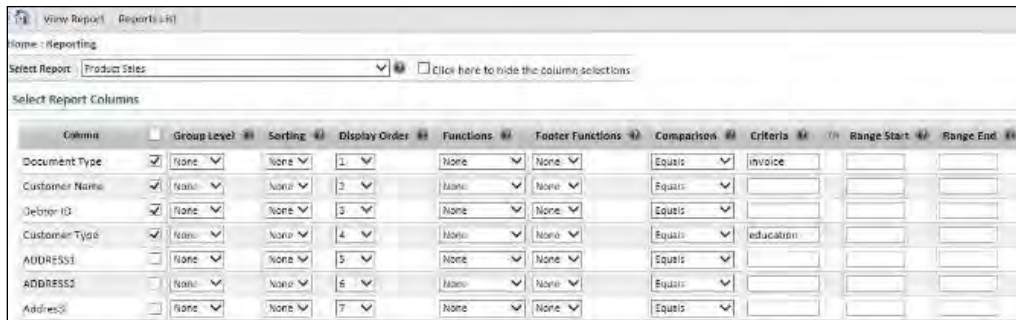 View Report Reports List
Home : Reporting
Select Report Product Sales Click here to hide the column selections
Select Report Columns
Column Group Level Sorting Display Order Functions Footer Functions Comparison Criteria Range Start Range End
Document Type None None 1 None None Equals invoice
Customer Name None None 2 None None Equals
Debtor ID None None 3 None None Equals
Customer Type None None 4 None None Equals education
ADDRESS1 None None 5 None None Equals
ADDRESS2 None None 6 None None Equals
Address3 None None 7 None None Equals